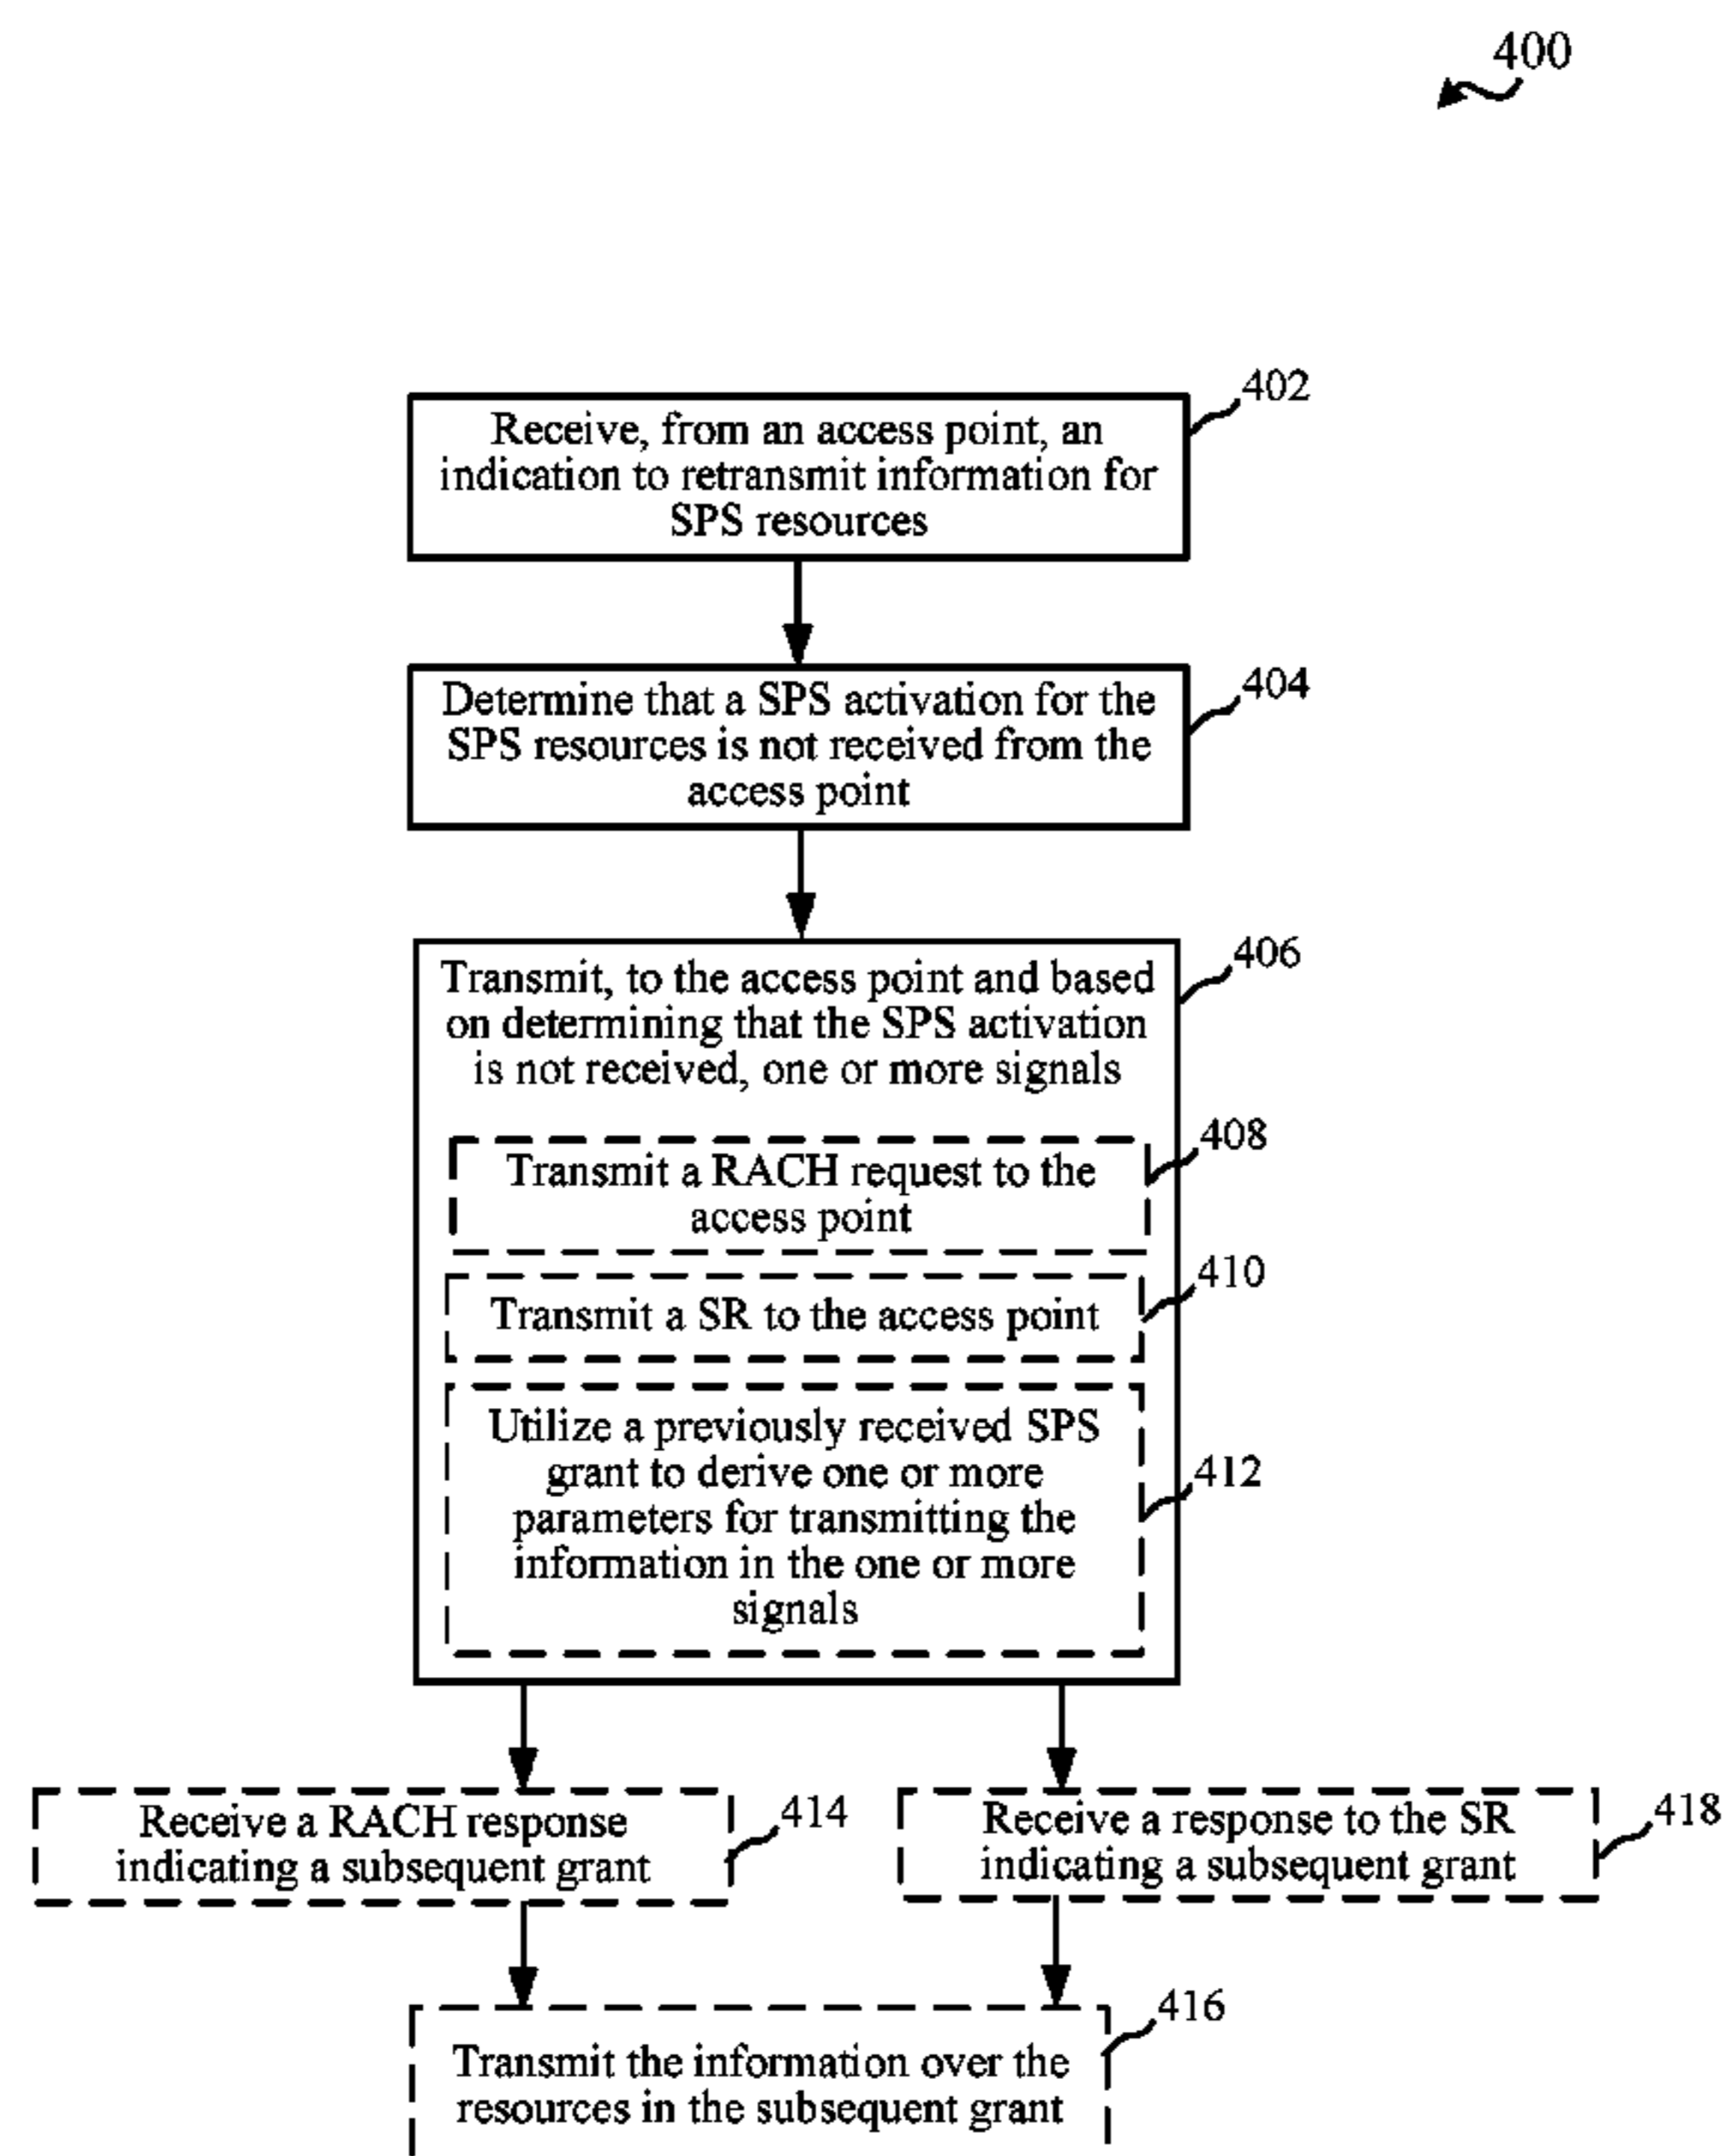 400
402
Receive, from an access point, an
indication to retransmit information for
SPS resources
404
Determine that a SPS activation for the
SPS resources is not received from the
access point
406
Transmit, to the access point and based
on determining that the SPS activation
is not received, one or more signals
408
Transmit a RACH request to the
access point
410
Transmit a SR to the access point
412
Utilize a previously received SPS
grant to derive one or more
parameters for transmitting the
information in the one or more
signals
414
Receive a RACH response
indicating a subsequent grant
418
Receive a response to the SR
indicating a subsequent grant
416
Transmit the information over the
resources in the subsequent grant